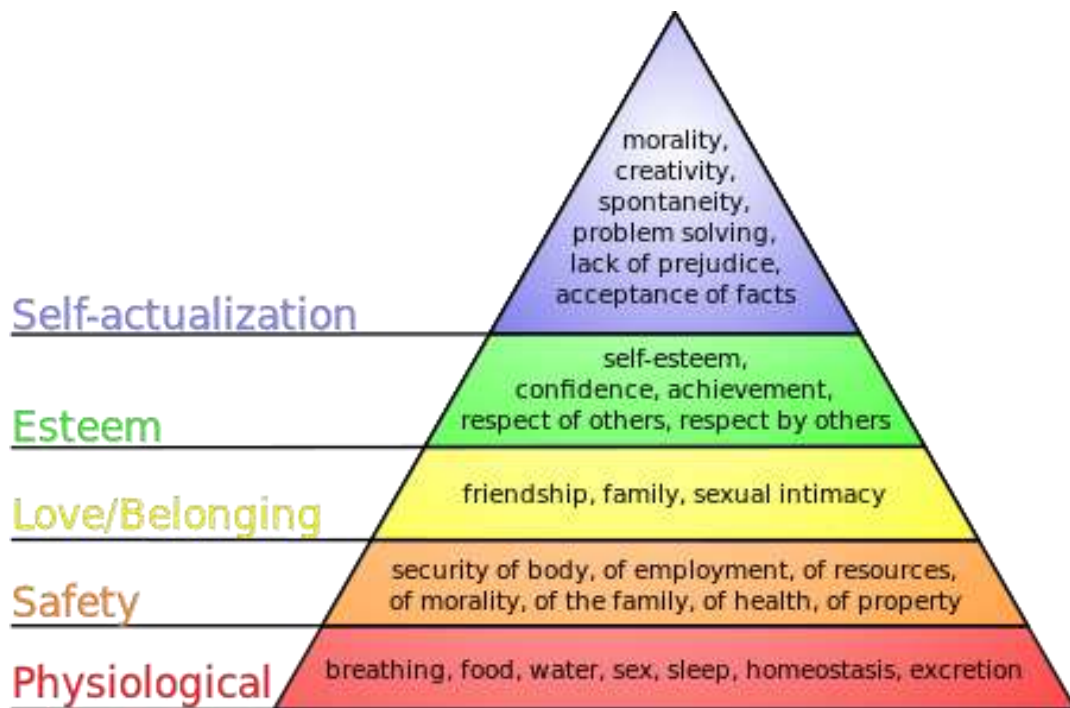 morality,
creativity,
spontaneity,
problem solving,
lack of prejudice,
acceptance of facts
Self-actualization
self-esteem,
confidence, achievement,
respect of others, respect by others
Esteem
friendship, family, sexual intimacy
Love/Belonging
security of body, of employment, of resources,
of morality, of the family, of health, of property
Safety
breathing, food, water, sex, sleep, homeostasis, excretion
Physiological